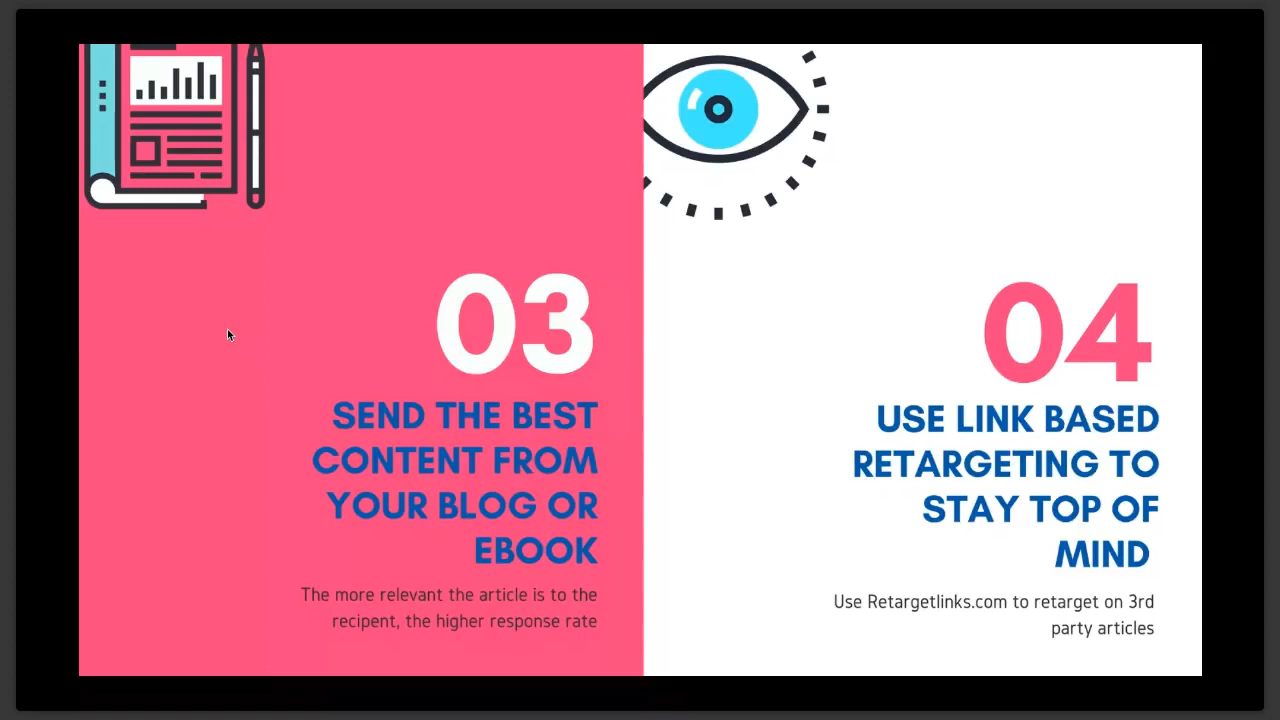 03
SEND THE BEST
CONTENT FROM
YOUR BLOG OR
EBOOK
The more relevant the article is to the
recipent, the higher response rate
04
USE LINK BASED
RETARGETING TO
STAY TOP OF
MIND
Use Retargetlinks.com to retarget on 3rd
party articles